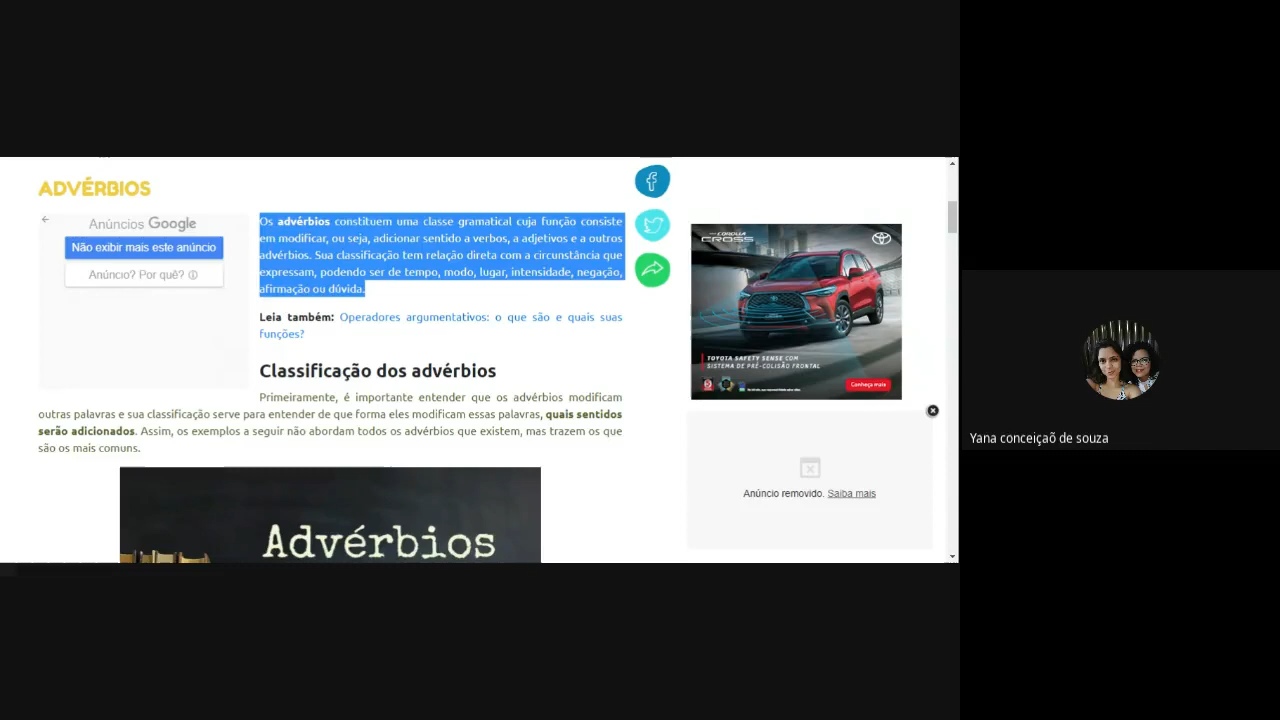 ADVÉRBIOS
Anúncios Google
Não exibir mais este anúncio
Anúncio? Por quê?
Os advérbios constituem uma classe gramatical cuja função consiste
em modificar, ou seja, adicionar sentido a verbos, a adjetivos e a outros
advérbios. Sua classificação tem relação direta com a circunstância que
expressam, podendo ser de tempo, modo, lugar, intensidade, negação,
afirmação ou dúvida.
Leia também: Operadores argumentativos: o que são e quais suas
funções?
Classificação dos advérbios
Primeiramente, é importante entender que os advérbios modificam
outras palavras e sua classificação serve para entender de que forma eles modificam essas palavras, quais sentidos
serão adicionados. Assim, os exemplos a seguir não abordam todos os advérbios que existem, mas trazem os que
são os mais comuns.
Advérbios
COROLLA
CROSS
TOYOTA SAFETY SENSE COM
SISTEMA DE PRÉ-COLISÃO FRONTAL
Conheça mais
Anúncio removido. Saiba mais
Yana conceiçaõ de souza